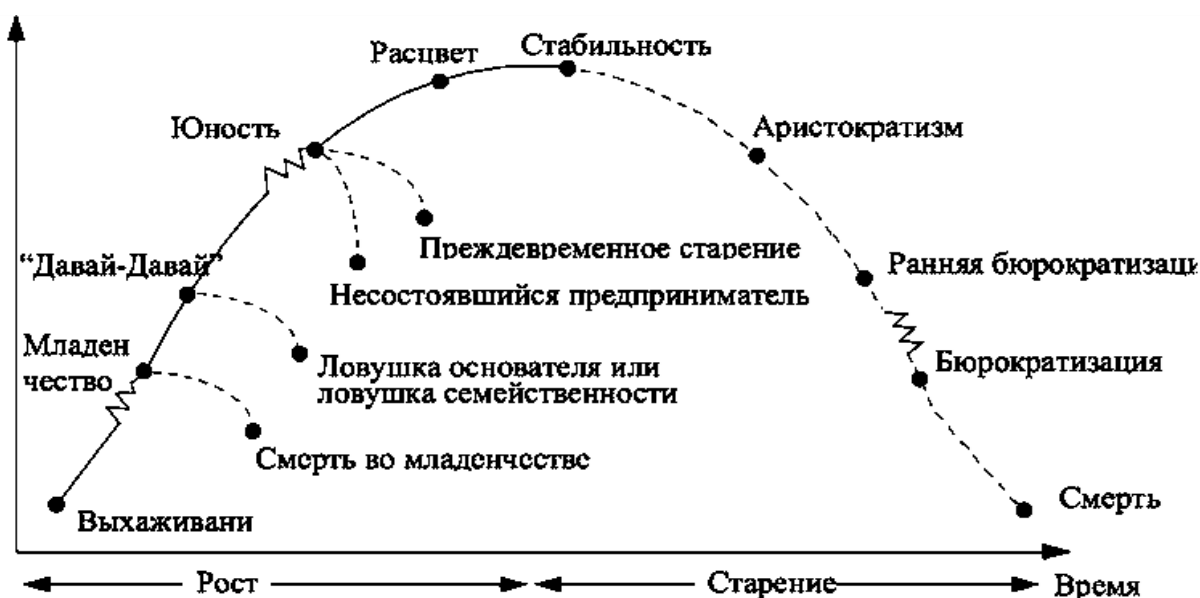 Расцвет
Стабильность
Юность
Аристократизм
Преждевременное старение
"Давай-Давай"
Ранняя бюрократизаци
Несостоявшийся предприниматель
Младен
чество
Ловушка основателя или
ловушка семейственности
Бюрократизация
Смерть во младенчестве
Выхаживани
Смерть
Рост
Старение
Время